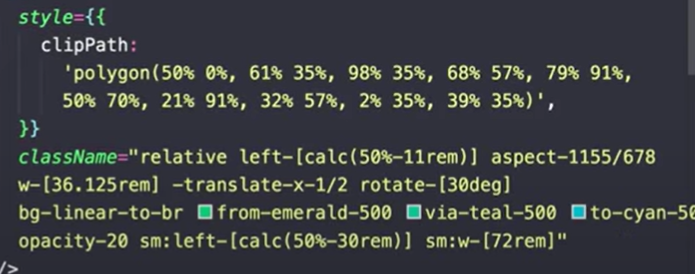 style={{
clipPath:
'polygon(50% 0%, 61% 35%, 98% 35%, 68% 57%, 79% 91%,
50% 70%, 21% 91%, 32% 57%, 2% 35%, 39% 35%)',
}}
className="relative left-[calc(50%-11rem)] aspect-1155/678
w-[36.125rem] -translate-x-1/2 rotate-[30deg]
bg-linear-to-br from-emerald-500 via-teal-500 to-cyan-50
opacity-20 sm:left-[calc(50%-30rem)] sm:w-[72rem]"
/>